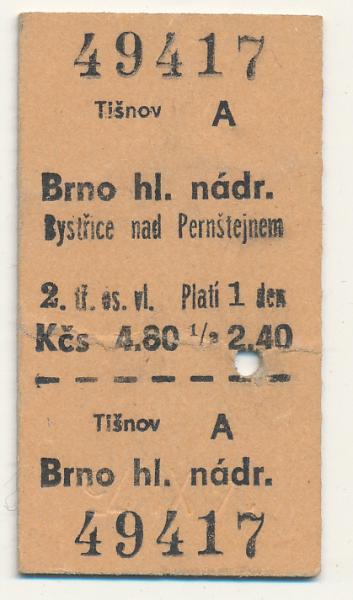 49417
Tišnov A
Brno hl. nádr.
Bystřice nad Pernštejnem
2. tř. os. vl. Platí 1 den
Kčs 4.80 1/2 2.40
Tišnov A
Brno hl. nádr.
49417